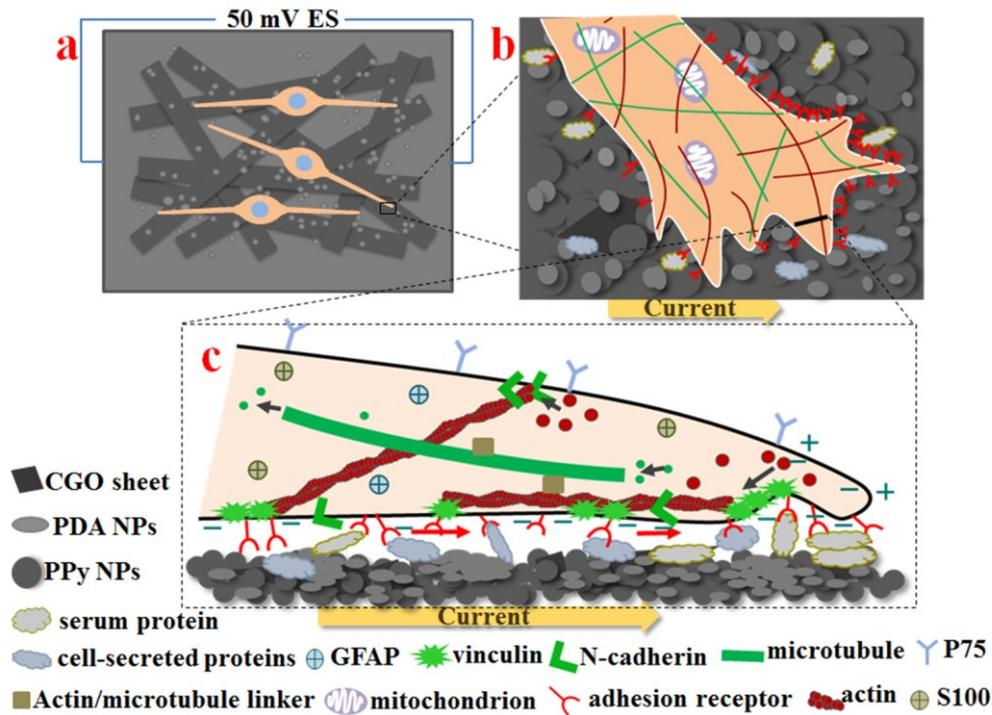 50 mV ES
a
b
Current
c
CGO sheet
PDA NPs
PPy NPs
Current
serum protein
cell-secreted proteins
GFAP
vinculin
N-cadherin
microtubule
P75
Actin/microtubule linker
mitochondrion
adhesion receptor
actin
S100